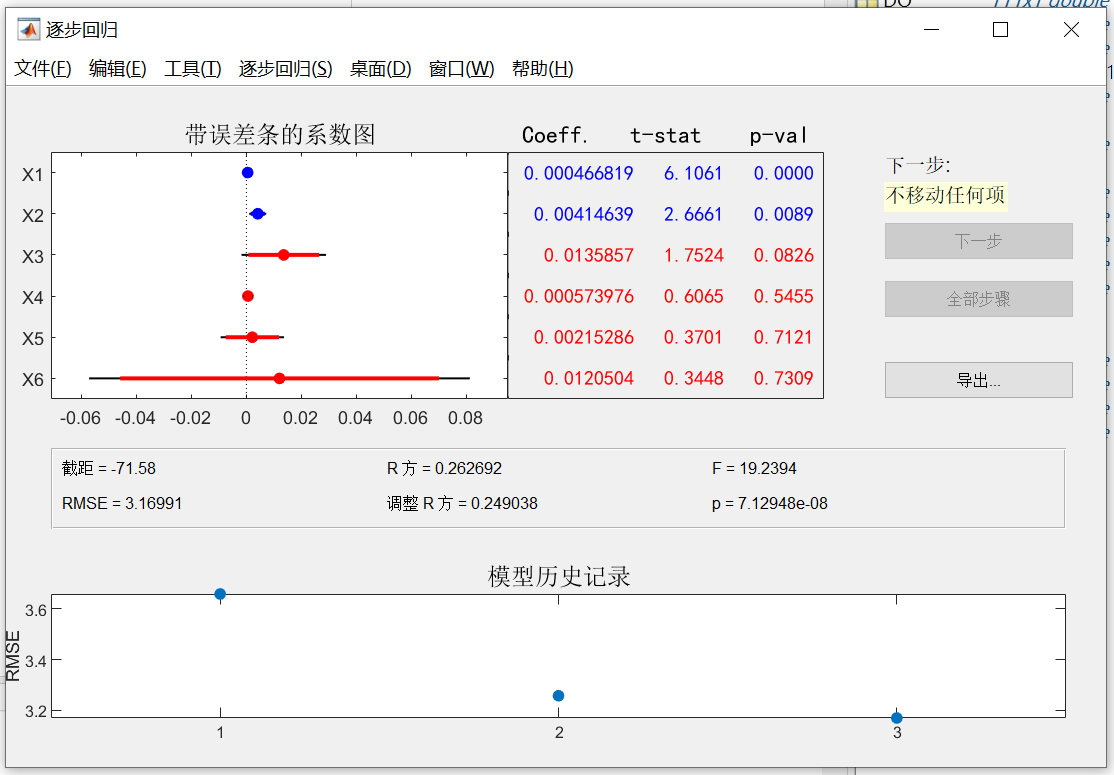 DO 111x1 double
逐步回归
文件(F) 编辑(E) 工具(T) 逐步回归(S) 桌面(D) 窗口(W) 帮助(H)
带误差条的系数图 Coeff. t-stat p-val
X1 0.000466819 6.1061 0.0000
X2 0.00414639 2.6661 0.0089
X3 0.0135857 1.7524 0.0826
X4 0.000573976 0.6065 0.5455
X5 0.00215286 0.3701 0.7121
X6 0.0120504 0.3448 0.7309
-0.06 -0.04 -0.02 0 0.02 0.04 0.06 0.08
下一步:
不移动任何项
下一步
全部步骤
导出...
截距 = -71.58 R 方 = 0.262692 F = 19.2394
RMSE = 3.16991 调整 R 方 = 0.249038 p = 7.12948e-08
模型历史记录
RMSE
3.6
3.4
3.2
1 2 3